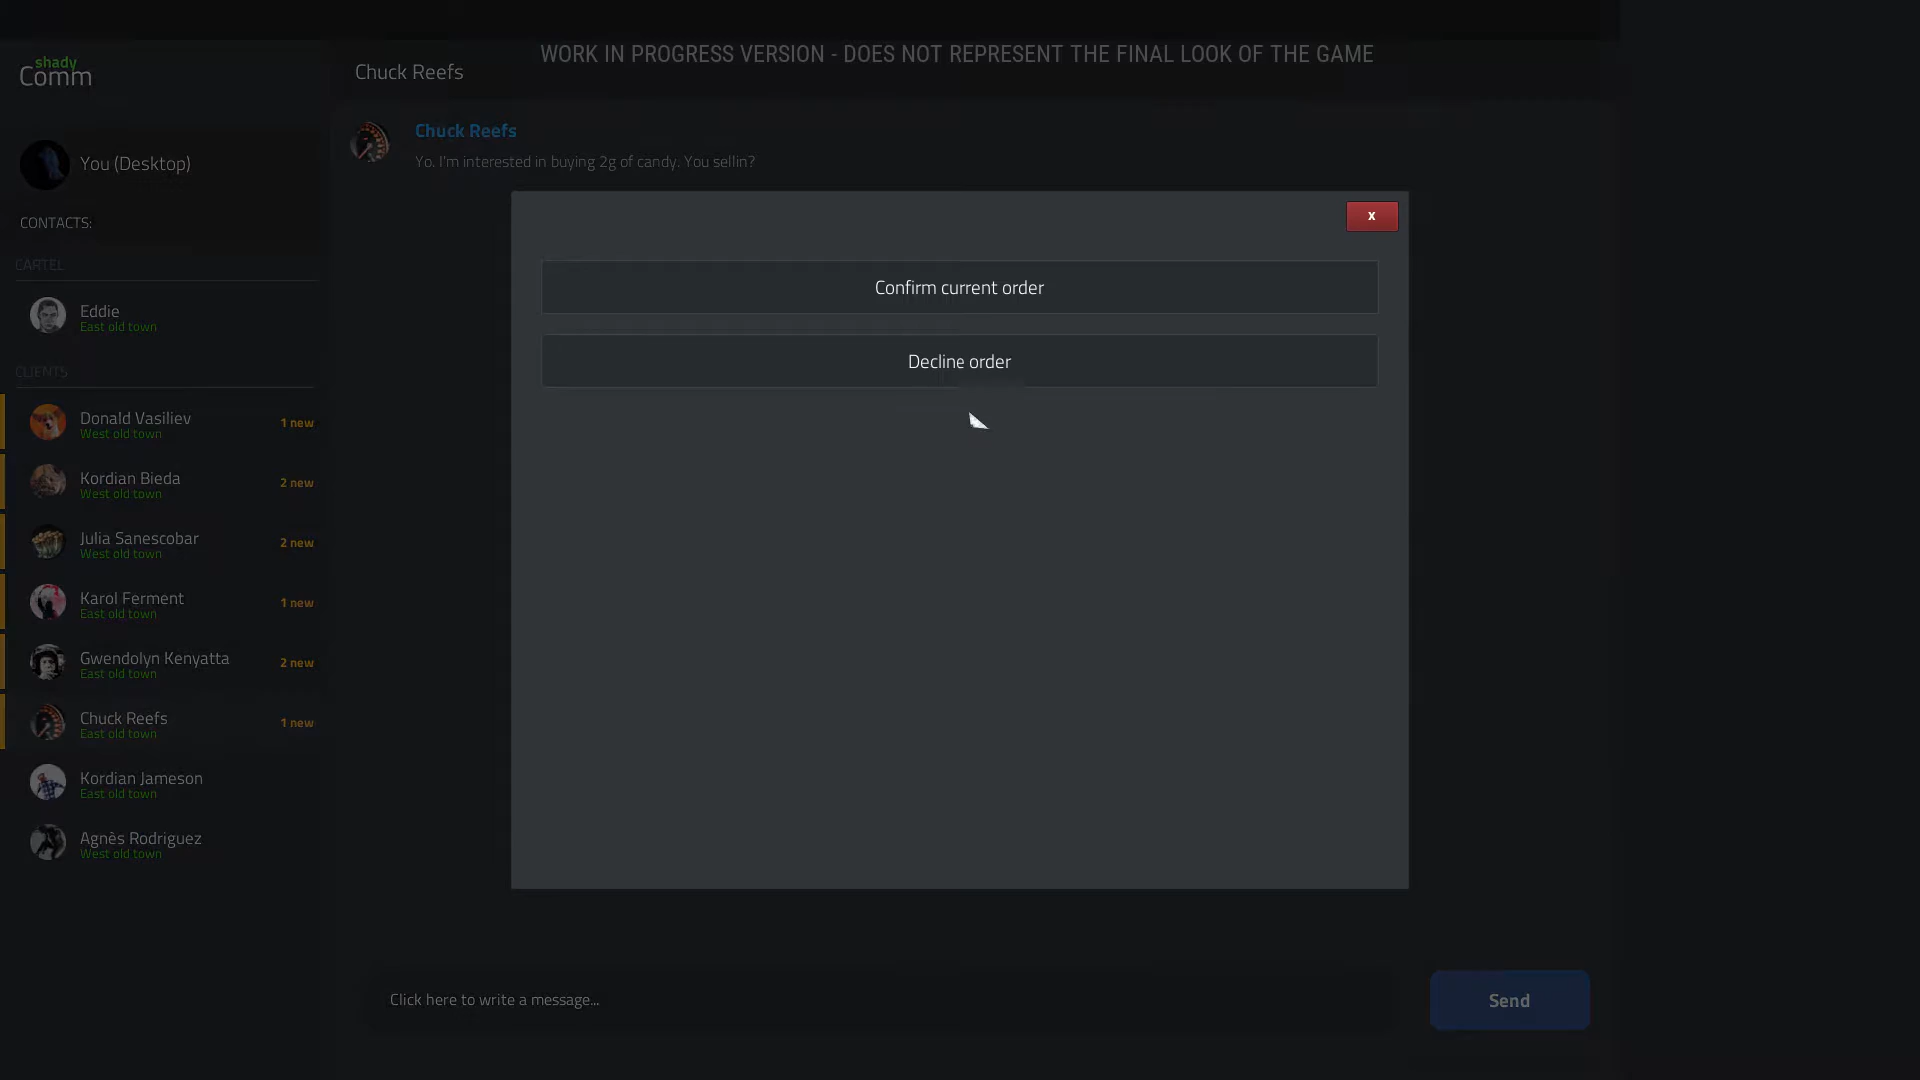 WORK IN PROGRESS VERSION - DOES NOT REPRESENT THE FINAL LOOK OF THE GAME
shady
Comm
Chuck Reefs
You (Desktop)
CONTACTS:
CARTEL
Eddie
East old town
CLIENTS
Donald Vasiliev
West old town
1 new
Kordian Bieda
West old town
2 new
Julia Sanescobar
West old town
2 new
Karol Ferment
East old town
1 new
Gwendolyn Kenyatta
East old town
2 new
Chuck Reefs
East old town
1 new
Kordian Jameson
East old town
Agnès Rodriguez
West old town
Chuck Reefs
Yo. I'm interested in buying 2g of candy. You sellin?
x
Confirm current order
Decline order
Click here to write a message...
Send